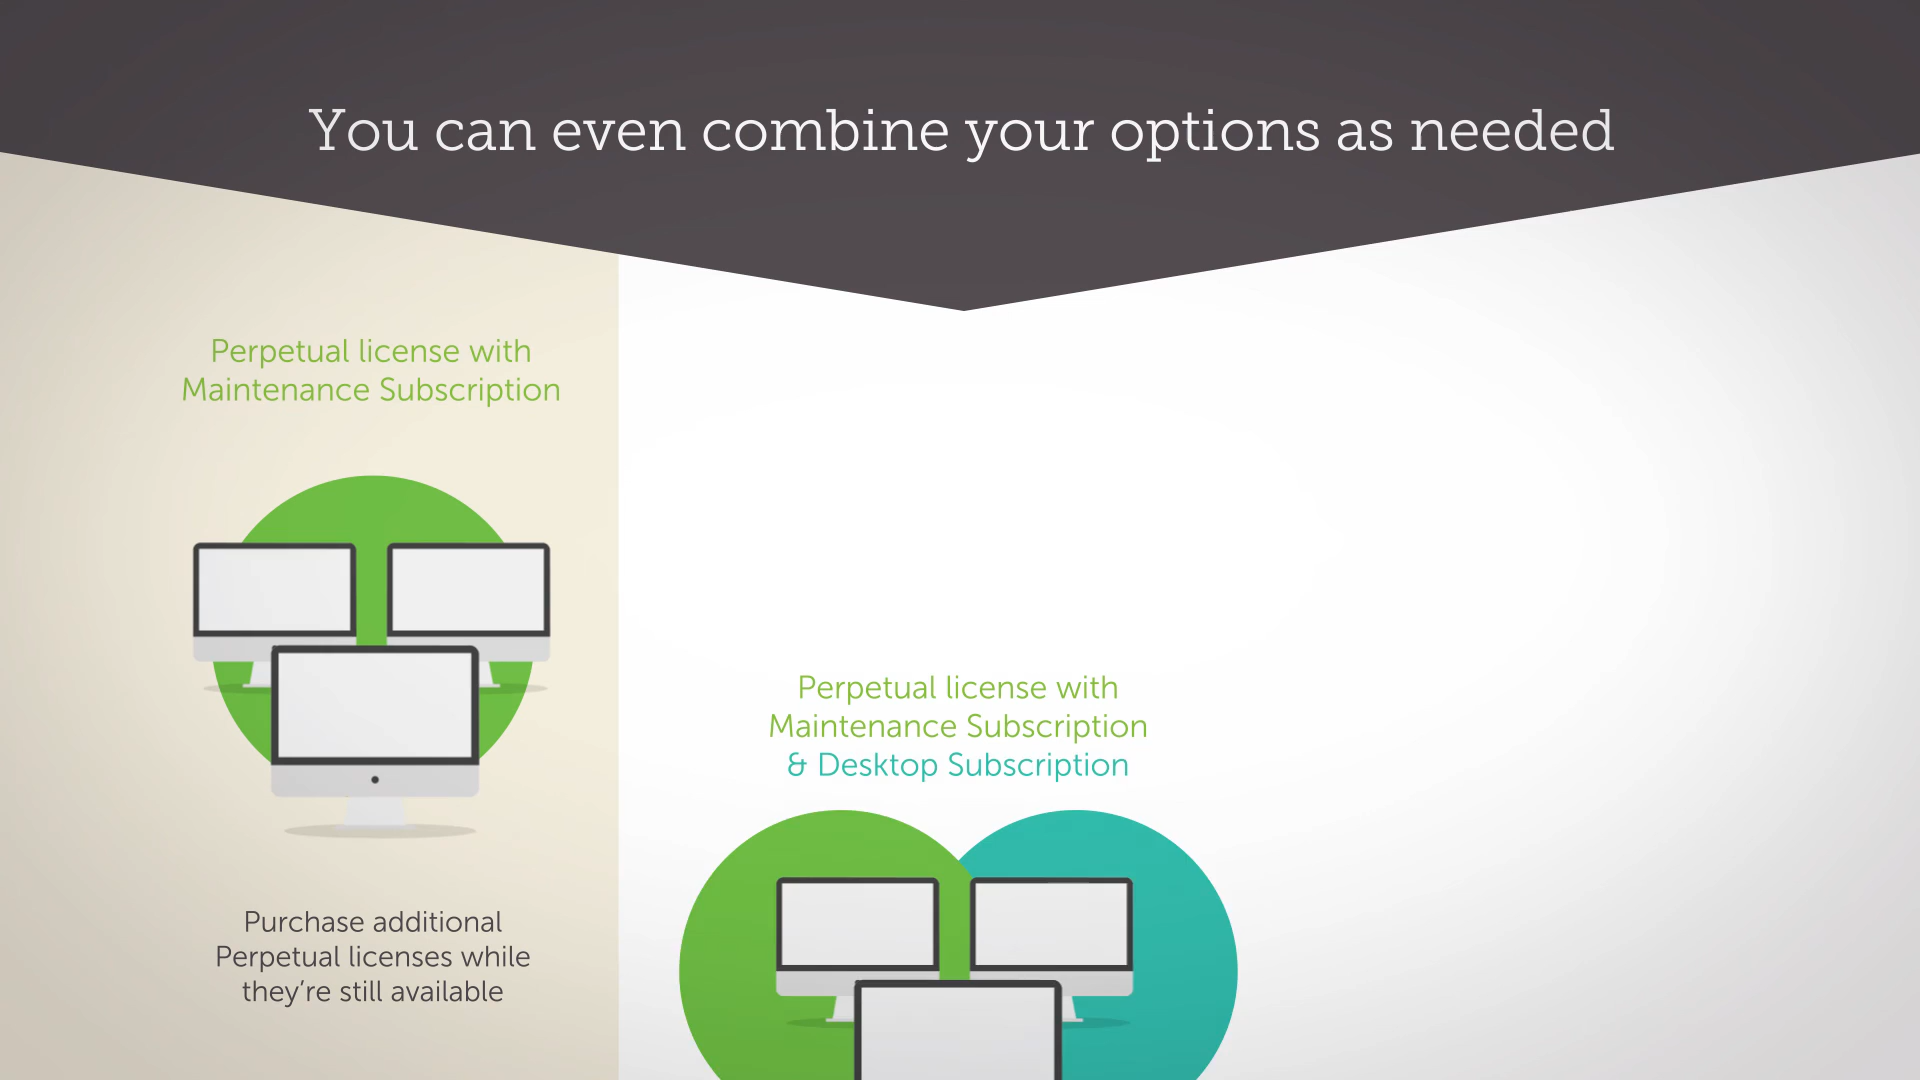 You can even combine your options as needed
Perpetual license with
Maintenance Subscription
Purchase additional
Perpetual licenses while
they’re still available
Perpetual license with
Maintenance Subscription
& Desktop Subscription